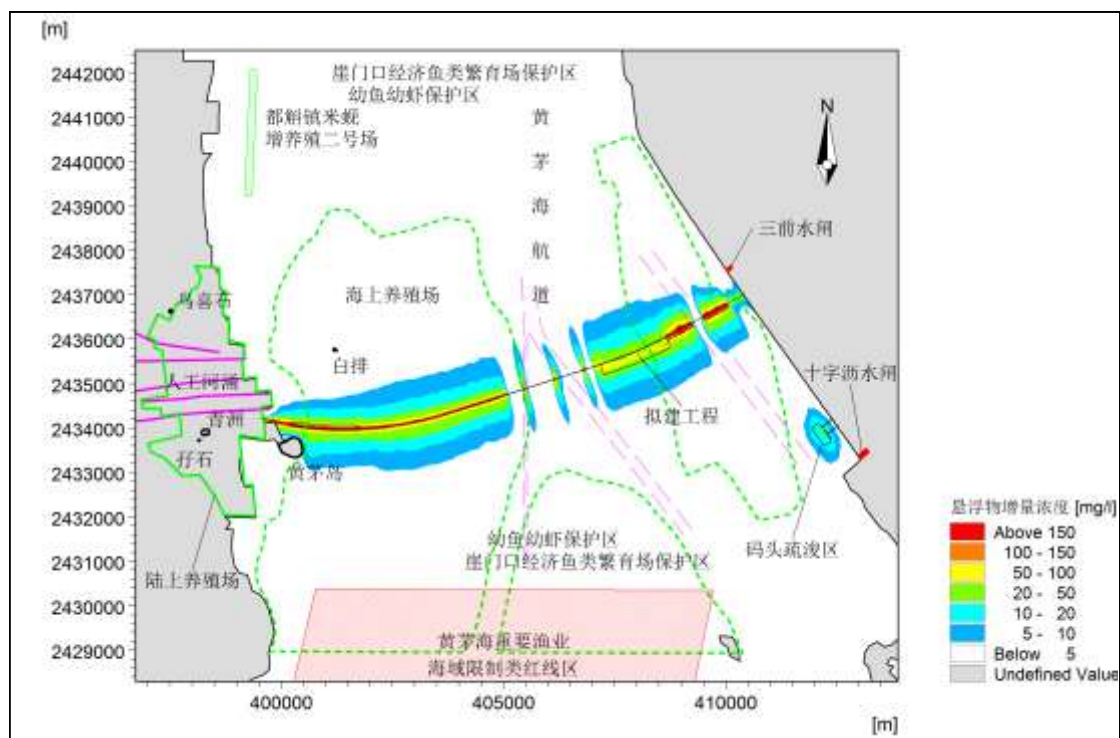 [m]
2442000
2441000
2440000
2439000
2438000
2437000
2436000
2435000
2434000
2433000
2432000
2431000
2430000
2429000
崖门口经济鱼类繁育场保护区
幼鱼幼虾保护区
都斛镇米蚬
增养殖二号场
黄
茅
海
航
道
N
三前水闸
海上养殖场
乌喜石
白排
人工河涌
青洲
孖石
黄茅岛
拟建工程
十字沥水闸
码头疏浚区
陆上养殖场
幼鱼幼虾保护区
崖门口经济鱼类繁育场保护区
黄茅海重要渔业
海域限制类红线区
400000
405000
410000
[m]
悬浮物增量浓度 [mg/l]
Above 150
100 - 150
50 - 100
20 - 50
10 - 20
5 - 10
Below 5
Undefined Value